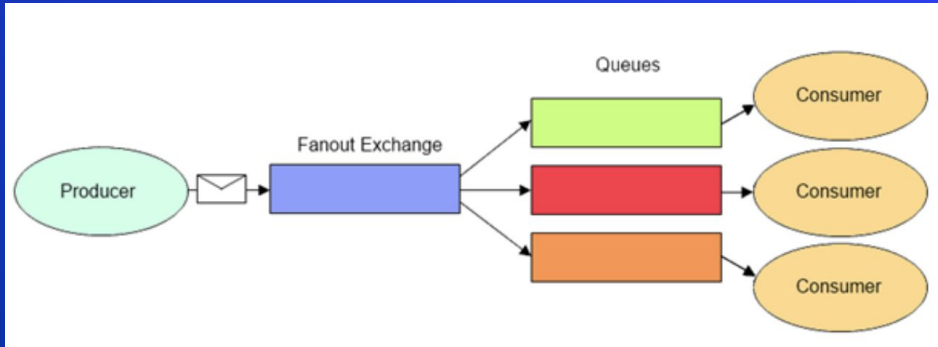 Queues
Consumer
Fanout Exchange
Producer
Consumer
Consumer